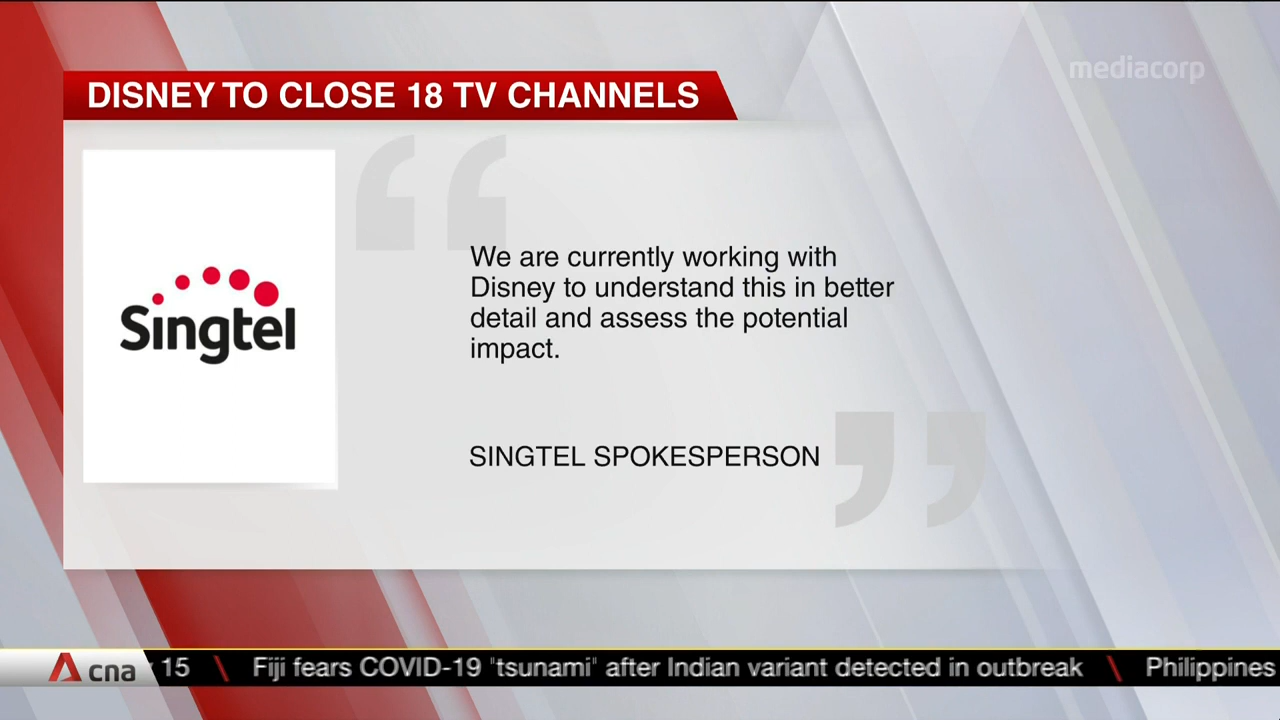 mediacorp
DISNEY TO CLOSE 18 TV CHANNELS
Singtel
We are currently working with
Disney to understand this in better
detail and assess the potential
impact.
SINGTEL SPOKESPERSON
cna 15 \ Fiji fears COVID-19 "tsunami" after Indian variant detected in outbreak \ Philippines